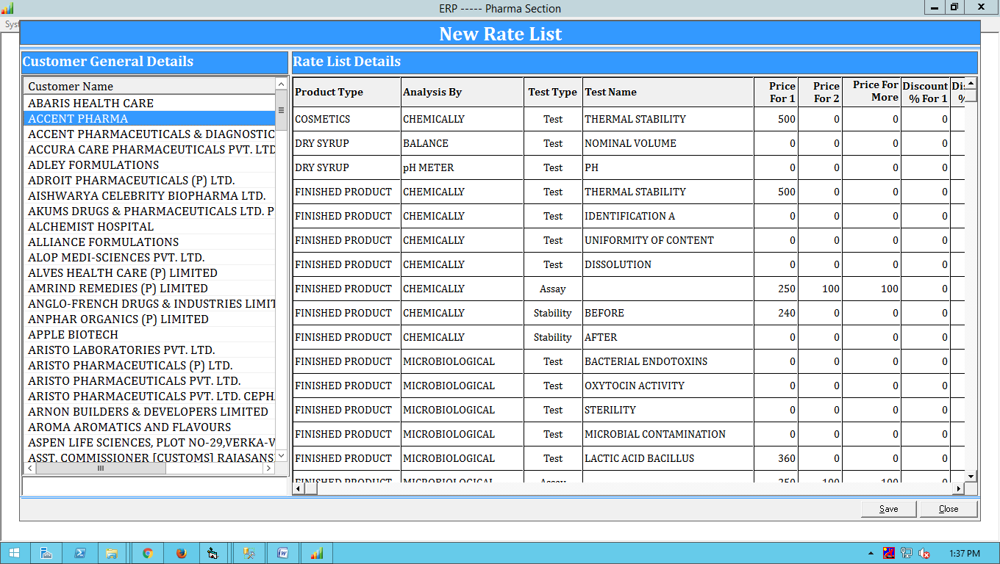 ERP ----- Pharma Section
Syst
New Rate List
Customer General Details
Rate List Details
Customer Name
ABARIS HEALTH CARE
ACCENT PHARMA
ACCENT PHARMACEUTICALS & DIAGNOSTIC
ACCURA CARE PHARMACEUTICALS PVT. LTD
ADLEY FORMULATIONS
ADROIT PHARMACEUTICALS (P) LTD.
AISHWARYA CELEBRITY BIOPHARMA LTD.
AKUMS DRUGS & PHARMACEUTICALS LTD. P
ALCHEMIST HOSPITAL
ALLIANCE FORMULATIONS
ALOP MEDI-SCIENCES PVT. LTD.
ALVES HEALTH CARE (P) LIMITED
AMRIND REMEDIES (P) LIMITED
ANGLO-FRENCH DRUGS & INDUSTRIES LIMIT
ANPHAR ORGANICS (P) LIMITED
APPLE BIOTECH
ARISTO LABORATORIES PVT. LTD.
ARISTO PHARMACEUTICALS (P) LTD.
ARISTO PHARMACEUTICALS PVT. LTD.
ARISTO PHARMACEUTICALS PVT. LTD. CEPH
ARNON BUILDERS & DEVELOPERS LIMITED
AROMA AROMATICS AND FLAVOURS
ASPEN LIFE SCIENCES, PLOT NO-29,VERKA-V
ASST. COMMISSIONER [CUSTOMS] RAJASANS
Product Type Analysis By Test Type Test Name Price For 1 Price For 2 Price For More Discount % For 1 Dis %
COSMETICS CHEMICALLY Test THERMAL STABILITY 500 0 0 0
DRY SYRUP BALANCE Test NOMINAL VOLUME 0 0 0 0
DRY SYRUP pH METER Test PH 0 0 0 0
FINISHED PRODUCT CHEMICALLY Test THERMAL STABILITY 500 0 0 0
FINISHED PRODUCT CHEMICALLY Test IDENTIFICATION A 0 0 0 0
FINISHED PRODUCT CHEMICALLY Test UNIFORMITY OF CONTENT 0 0 0 0
FINISHED PRODUCT CHEMICALLY Test DISSOLUTION 0 0 0 0
FINISHED PRODUCT CHEMICALLY Assay 250 100 100 0
FINISHED PRODUCT CHEMICALLY Stability BEFORE 240 0 0 0
FINISHED PRODUCT CHEMICALLY Stability AFTER 0 0 0 0
FINISHED PRODUCT MICROBIOLOGICAL Test BACTERIAL ENDOTOXINS 0 0 0 0
FINISHED PRODUCT MICROBIOLOGICAL Test OXYTOCIN ACTIVITY 0 0 0 0
FINISHED PRODUCT MICROBIOLOGICAL Test STERILITY 0 0 0 0
FINISHED PRODUCT MICROBIOLOGICAL Test MICROBIAL CONTAMINATION 0 0 0 0
FINISHED PRODUCT MICROBIOLOGICAL Test LACTIC ACID BACILLUS 360 0 0 0
FINISHED PRODUCT MICROBIOLOGICAL Assay 250 100 100 0
Save Close
1:37 PM